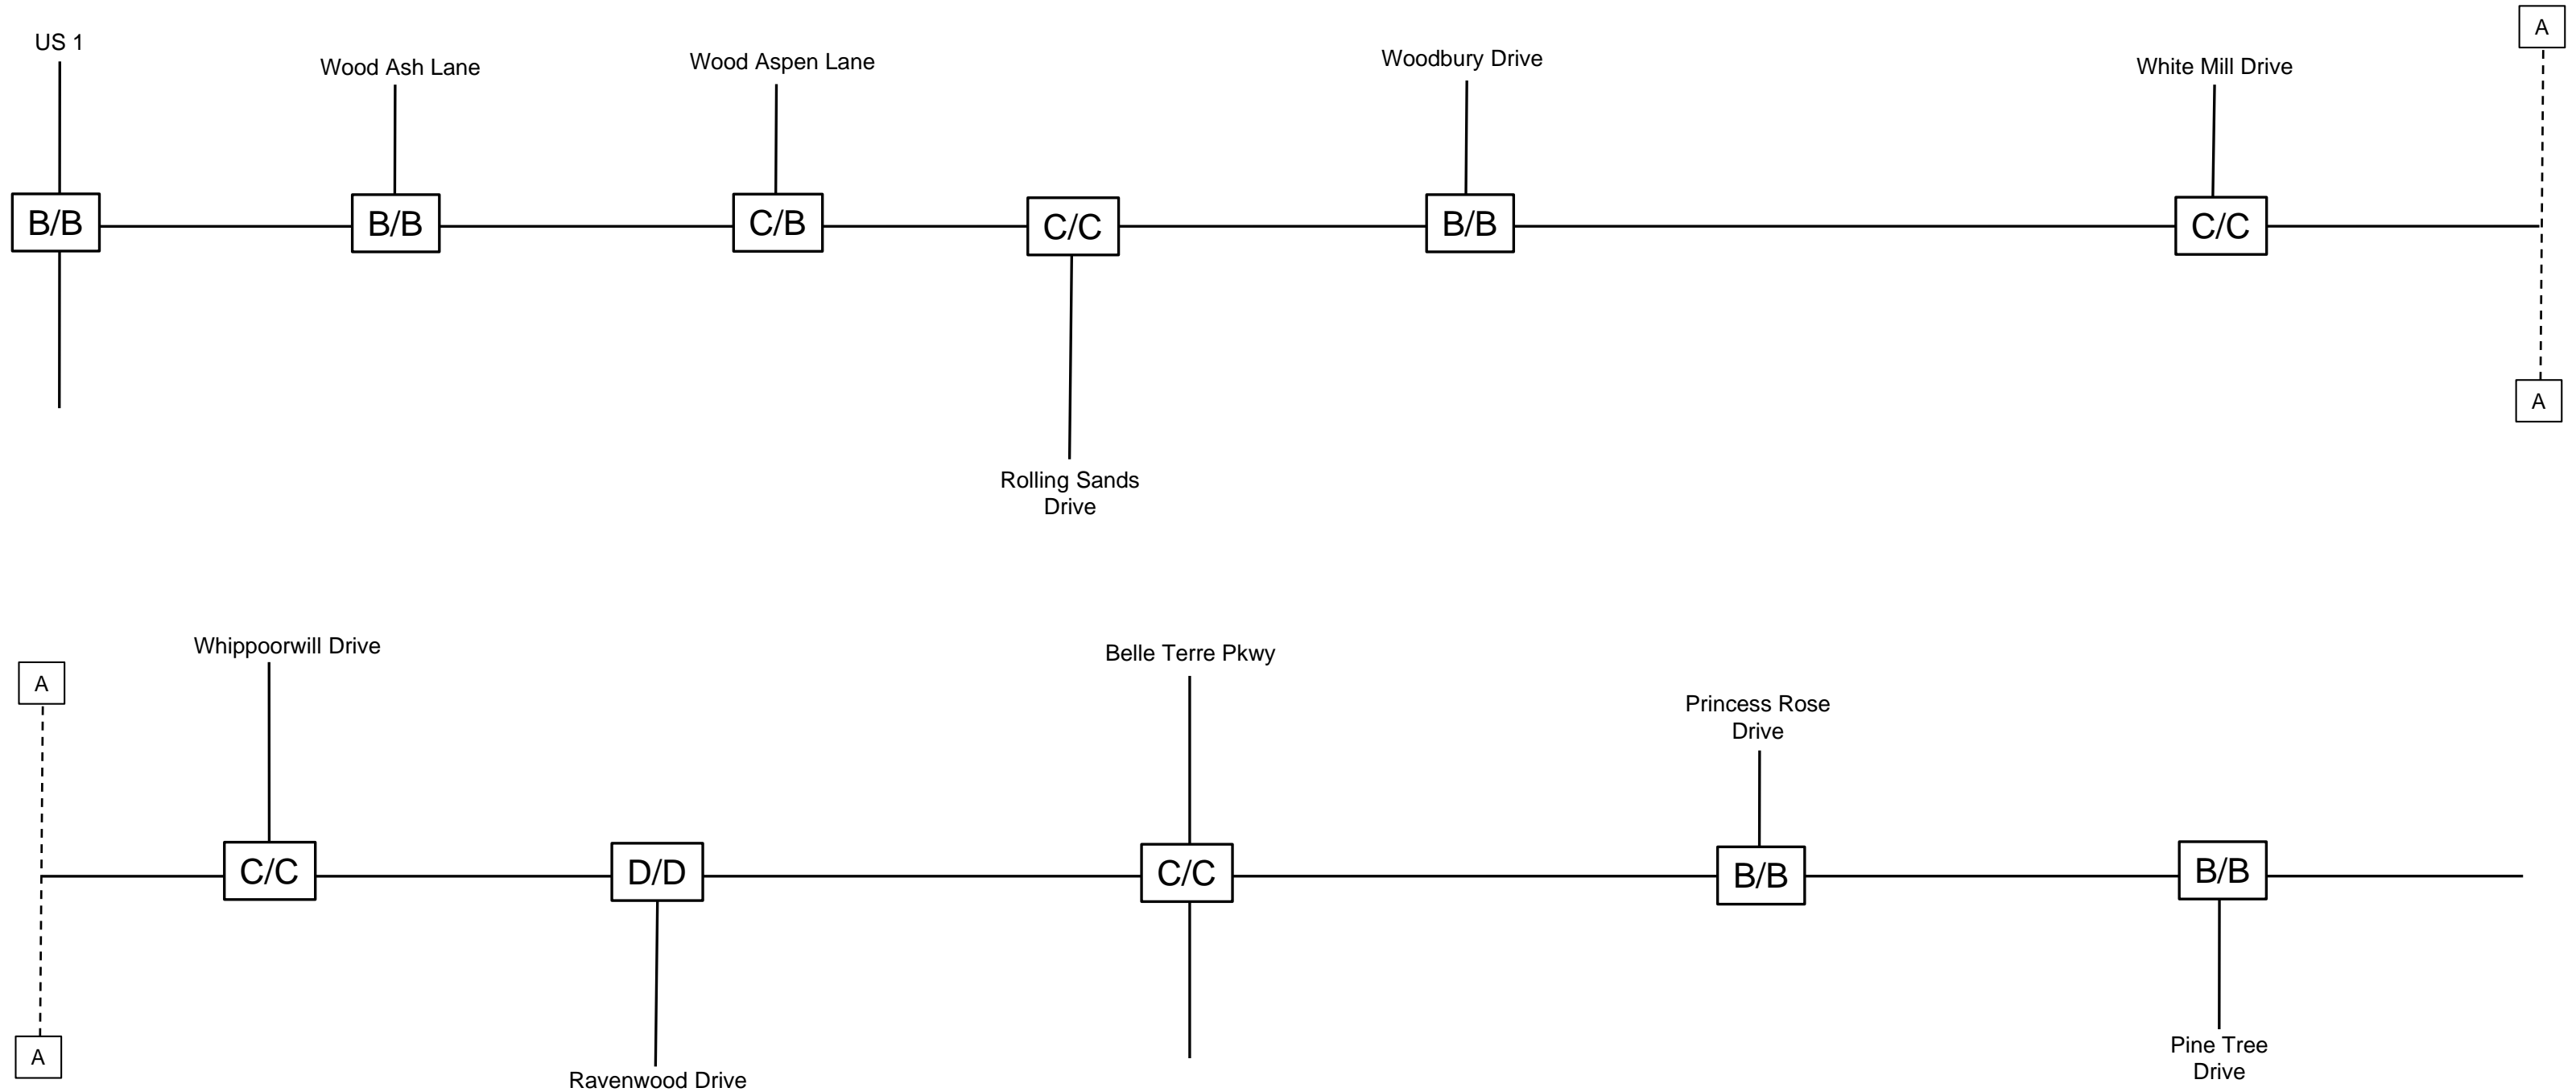 US 1
Wood Ash Lane
Wood Aspen Lane
Woodbury Drive
White Mill Drive
A
B/B
B/B
C/B
C/C
B/B
C/C
A
Rolling Sands
Drive
Whippoorwill Drive
Belle Terre Pkwy
A
Princess Rose
Drive
C/C
D/D
C/C
B/B
B/B
A
Ravenwood Drive
Pine Tree
Drive